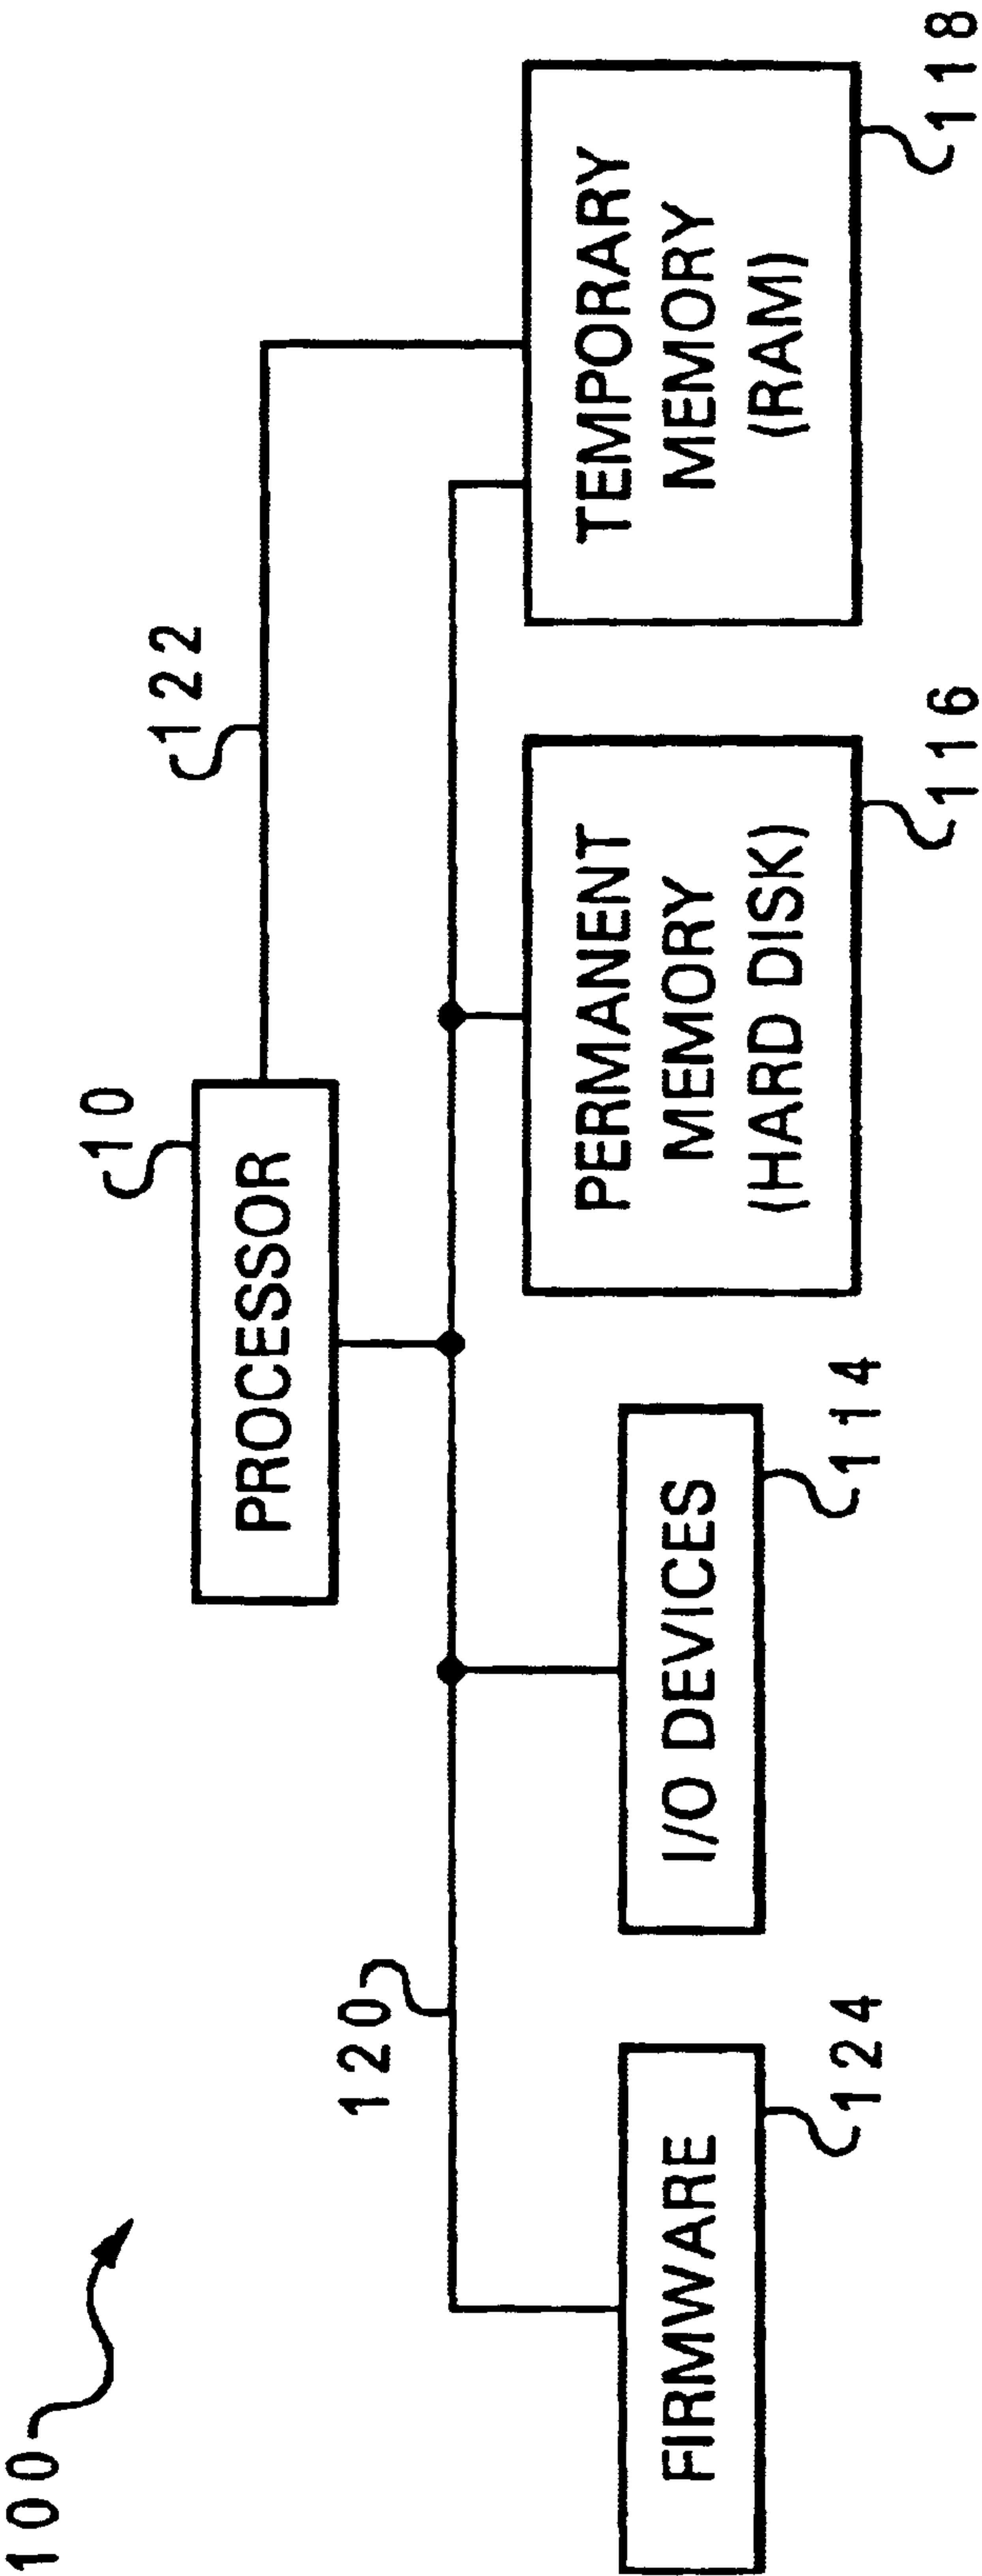 100
10
122
PROCESSOR
120
FIRMWARE
124
I/O DEVICES
114
PERMANENT
MEMORY
(HARD DISK)
116
TEMPORARY
MEMORY
(RAM)
118